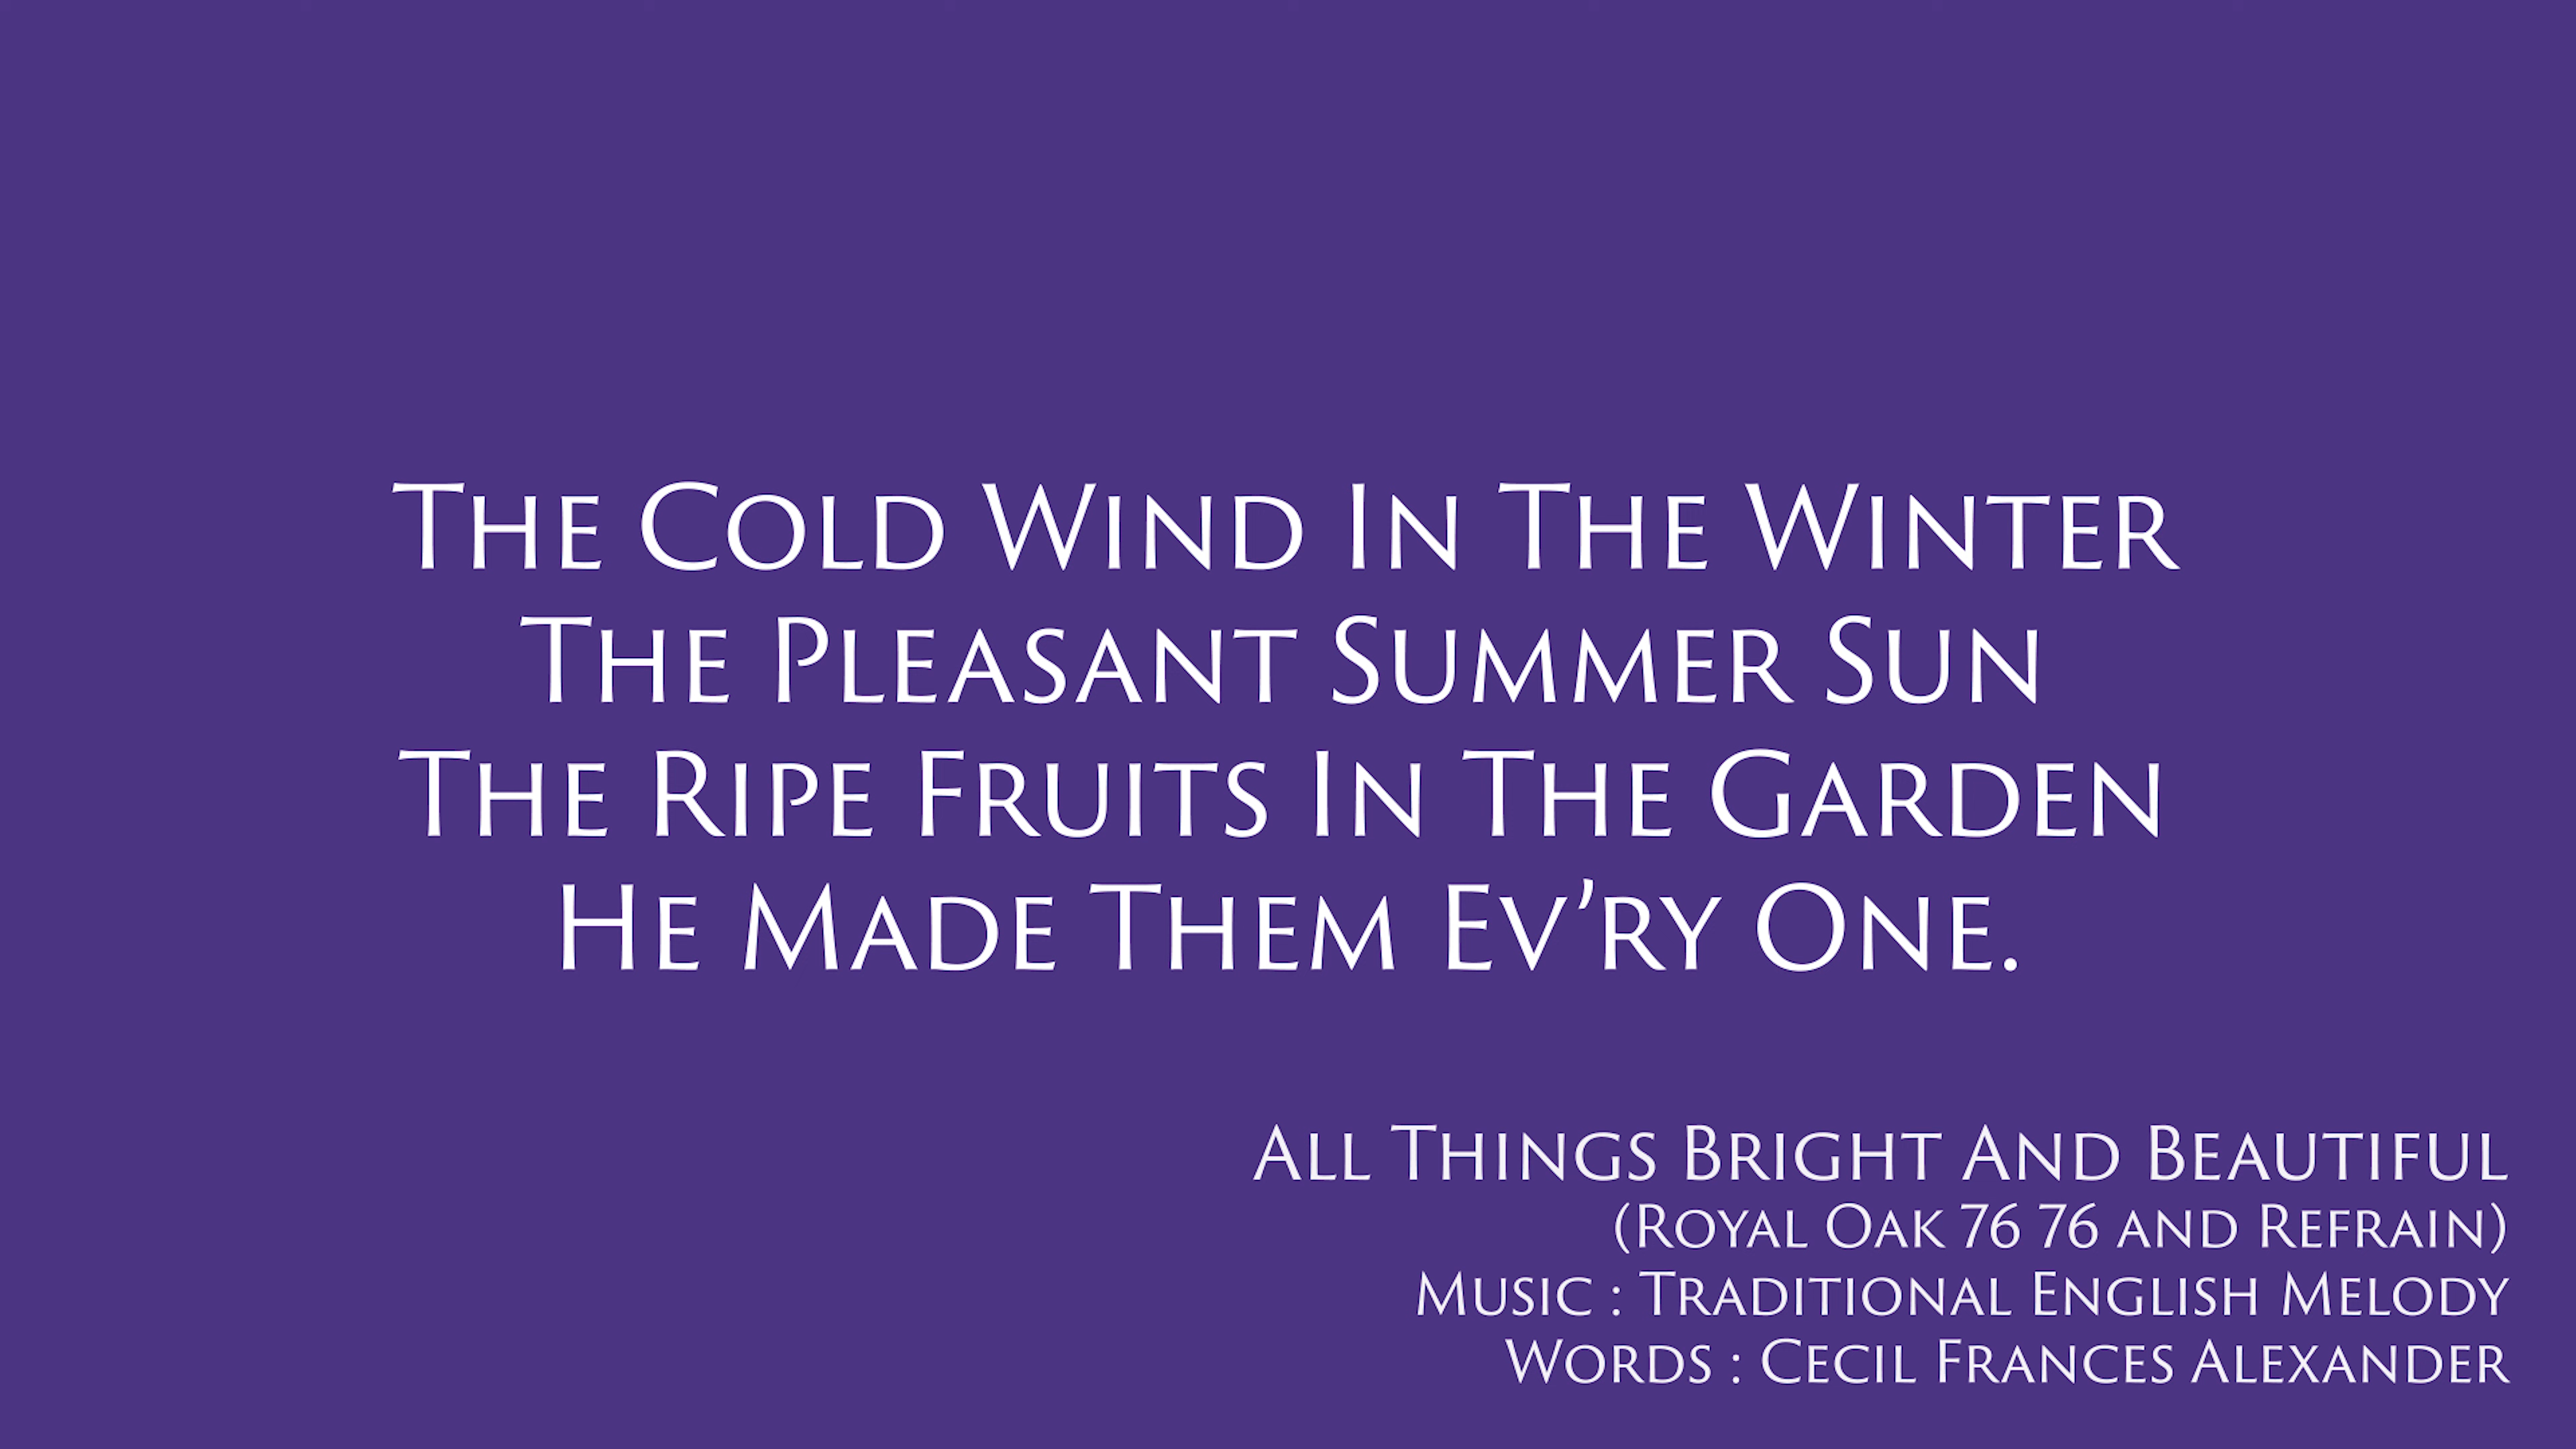 The Cold Wind In The Winter
The Pleasant Summer Sun
The Ripe Fruits In The Garden
He Made Them Ev’ry One.
All Things Bright And Beautiful
(Royal Oak 76 76 and Refrain)
Music : Traditional English Melody
Words : Cecil Frances Alexander